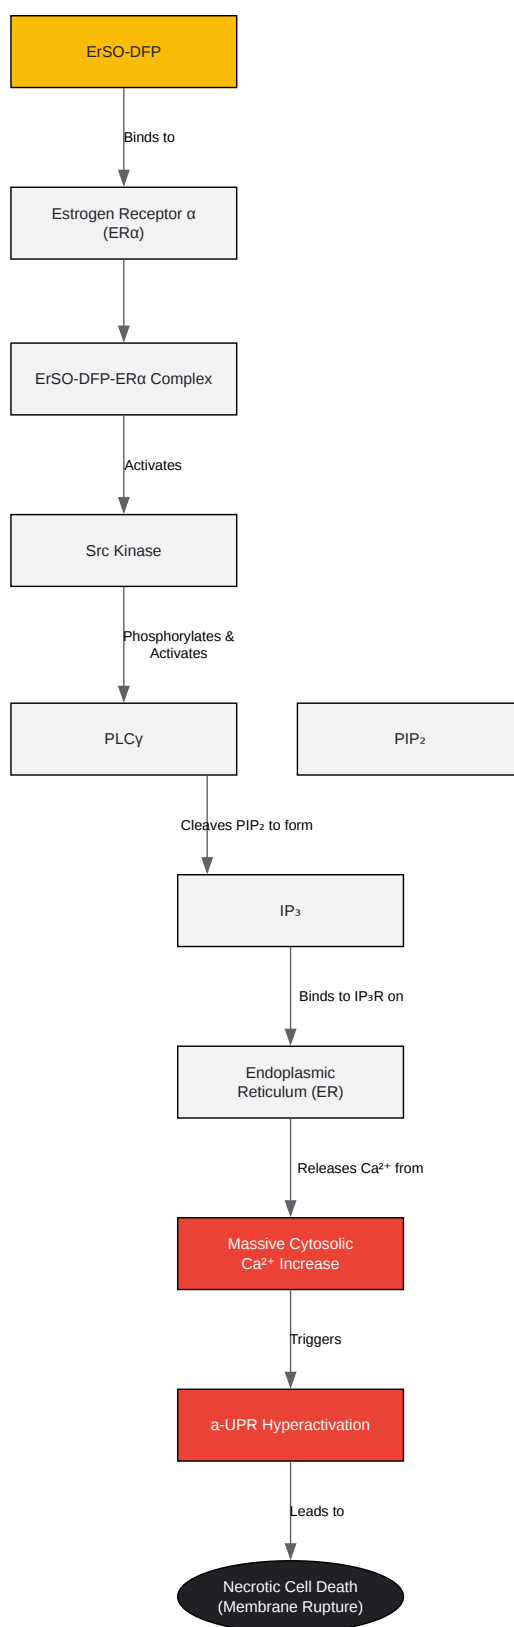 ErSO-DFP
Binds to
Estrogen Receptor α
(ERα)
ErSO-DFP-ERα Complex
Activates
Src Kinase
Phosphorylates &
Activates
PLCγ
PIP₂
Cleaves PIP₂ to form
IP₃
Binds to IP₃R on
Endoplasmic
Reticulum (ER)
Releases Ca²⁺ from
Massive Cytosolic
Ca²⁺ Increase
Triggers
a-UPR Hyperactivation
Leads to
Necrotic Cell Death
(Membrane Rupture)